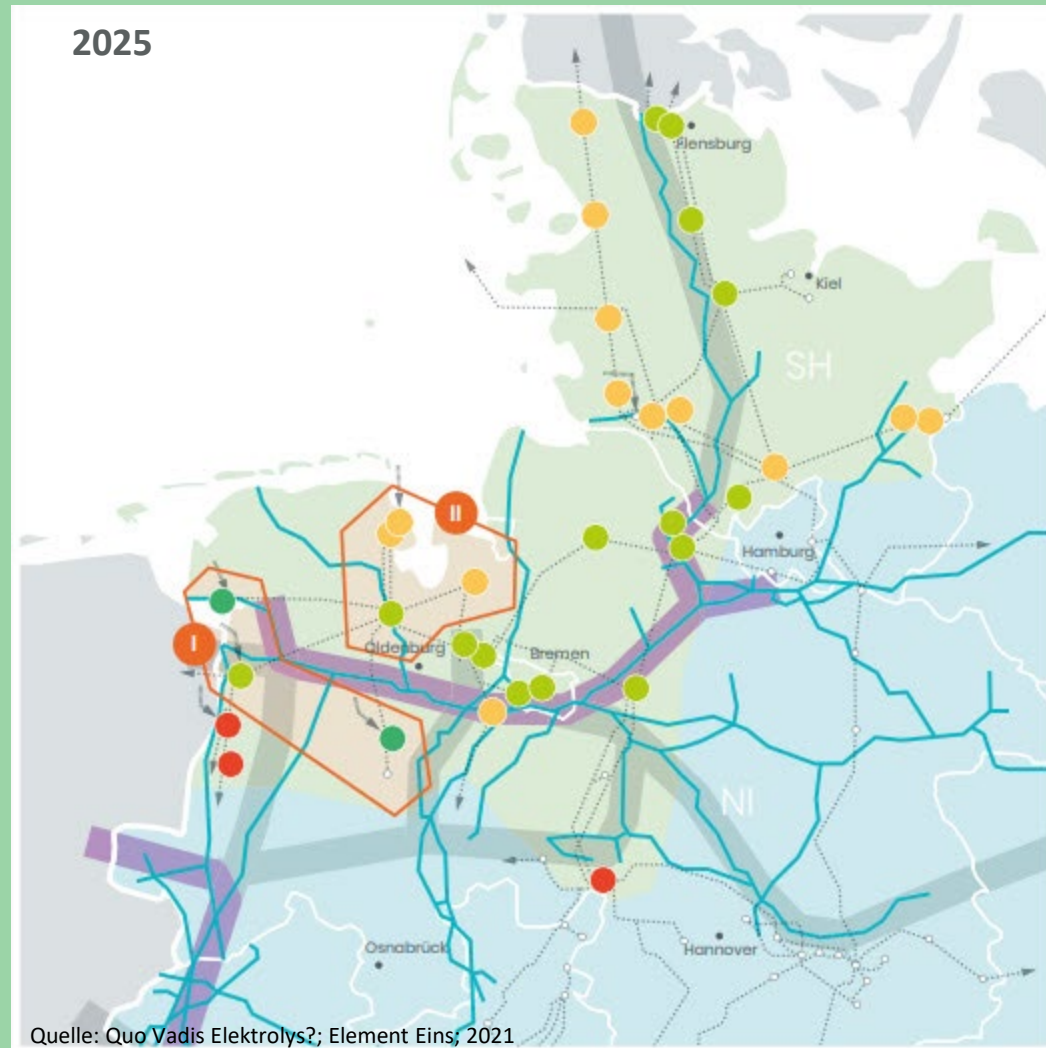 2025
Flensburg
Kiel
SH
II
Hamburg
I
Oldenburg
Bremen
NI
Osnabrück
Hannover
Quelle: Quo Vadis Elektrolys?; Element Eins; 2021